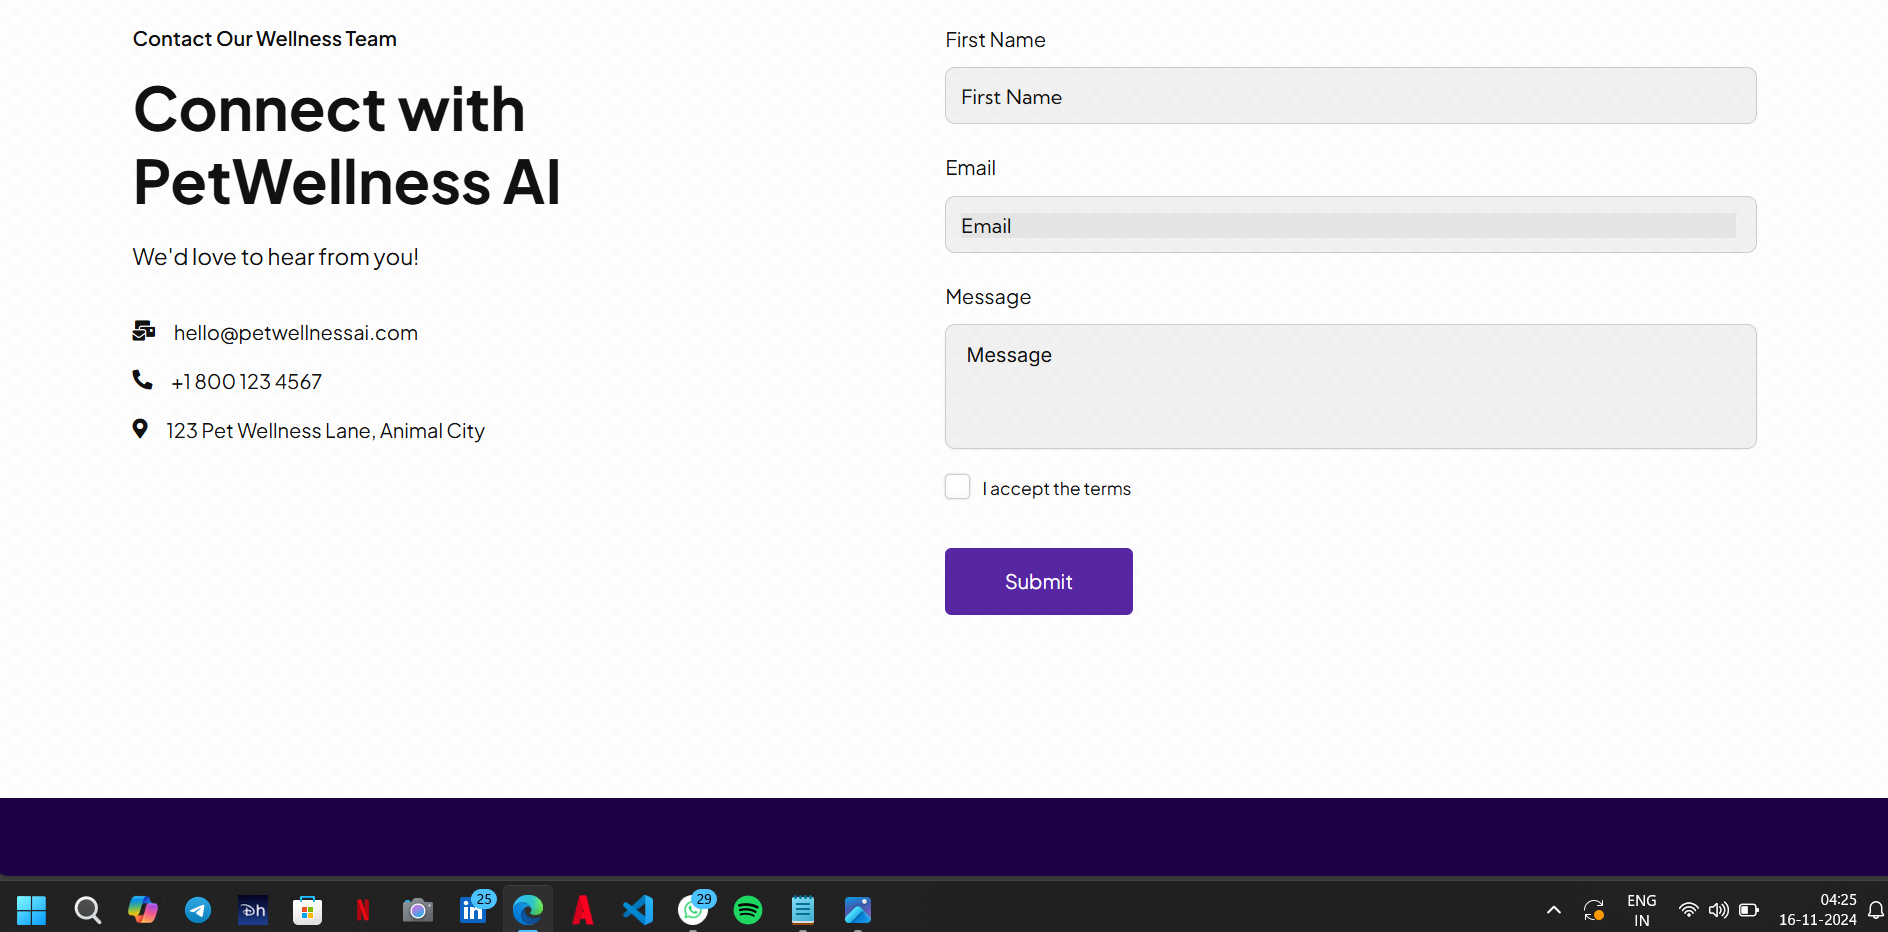 Contact Our Wellness Team
Connect with
PetWellness AI
We'd love to hear from you!
hello@petwellnessai.com
+1 800 123 4567
123 Pet Wellness Lane, Animal City
First Name
First Name
Email
Email
Message
Message
I accept the terms
Submit
Dh
N
in
25
29
ENG
IN
04:25
16-11-2024